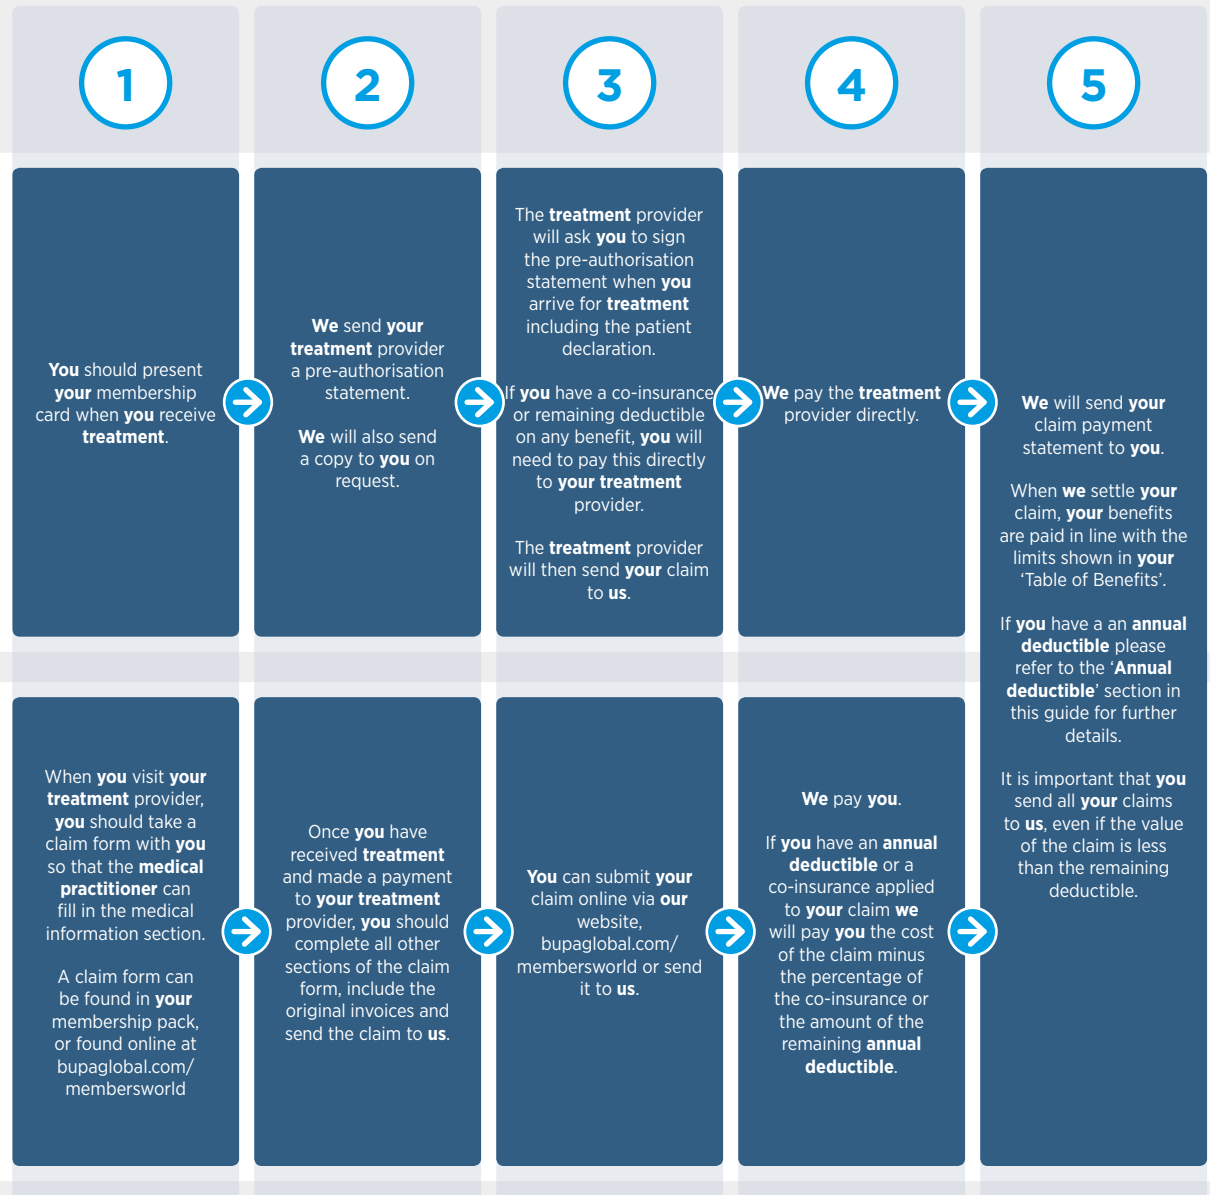 1
2
3
4
5
You should present
your membership
card when you receive
treatment.
We send your
treatment provider
a pre-authorisation
statement.
We will also send
a copy to you on
request.
The treatment provider
will ask you to sign
the pre-authorisation
statement when you
arrive for treatment
including the patient
declaration.
If you have a co-insurance
or remaining deductible
on any benefit, you will
need to pay this directly
to your treatment
provider.
The treatment provider
will then send your claim
to us.
We pay the treatment
provider directly.
We will send your
claim payment
statement to you.
When we settle your
claim, your benefits
are paid in line with the
limits shown in your
‘Table of Benefits’.
If you have a an annual
deductible please
refer to the ‘Annual
deductible’ section in
this guide for further
details.
It is important that you
send all your claims
to us, even if the value
of the claim is less
than the remaining
deductible.
When you visit your
treatment provider,
you should take a
claim form with you
so that the medical
practitioner can
fill in the medical
information section.
A claim form can
be found in your
membership pack,
or found online at
bupaglobal.com/
membersworld
Once you have
received treatment
and made a payment
to your treatment
provider, you should
complete all other
sections of the claim
form, include the
original invoices and
send the claim to us.
You can submit your
claim online via our
website,
bupaglobal.com/
membersworld or send
it to us.
We pay you.
If you have an annual
deductible or a
co-insurance applied
to your claim we
will pay you the cost
of the claim minus
the percentage of
the co-insurance or
the amount of the
remaining annual
deductible.